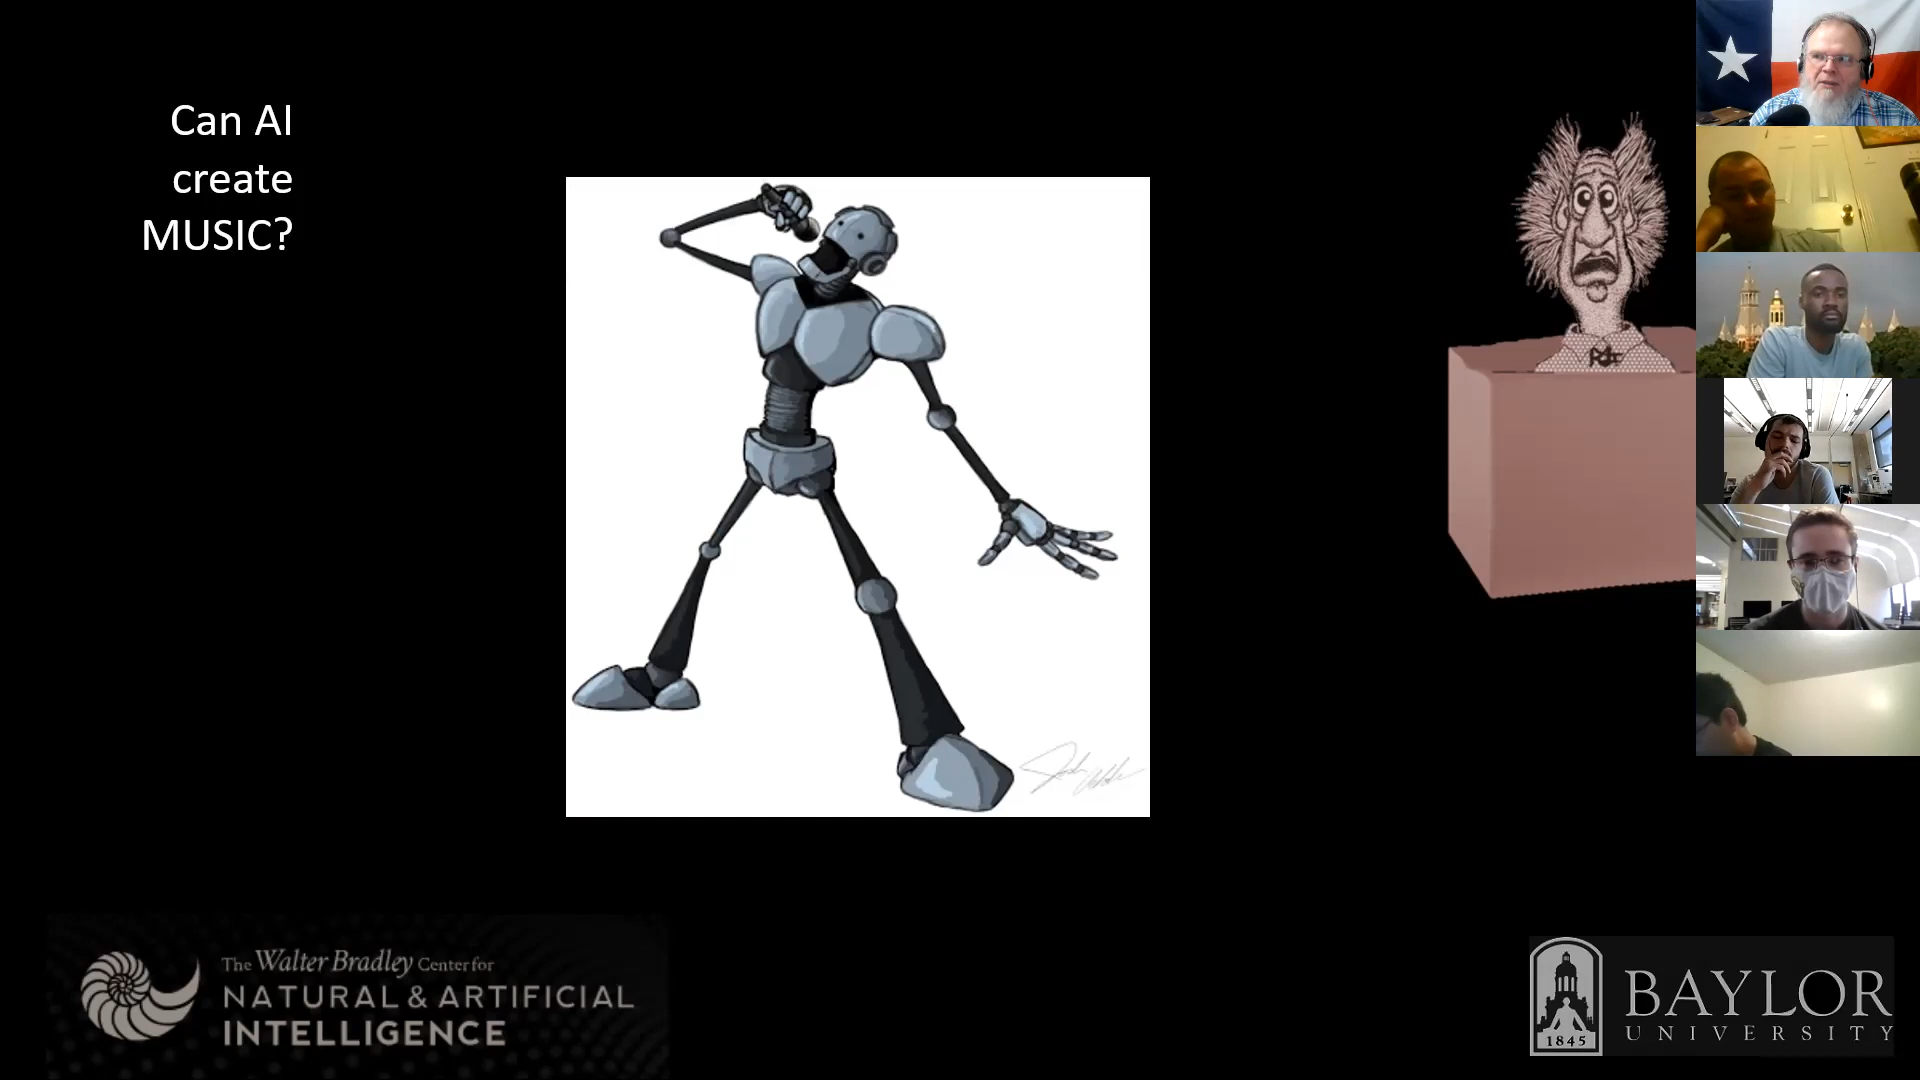 Can AI
create
MUSIC?
The Walter Bradley Center for
NATURAL & ARTIFICIAL
INTELLIGENCE
1845
BAYLOR
UNIVERSITY